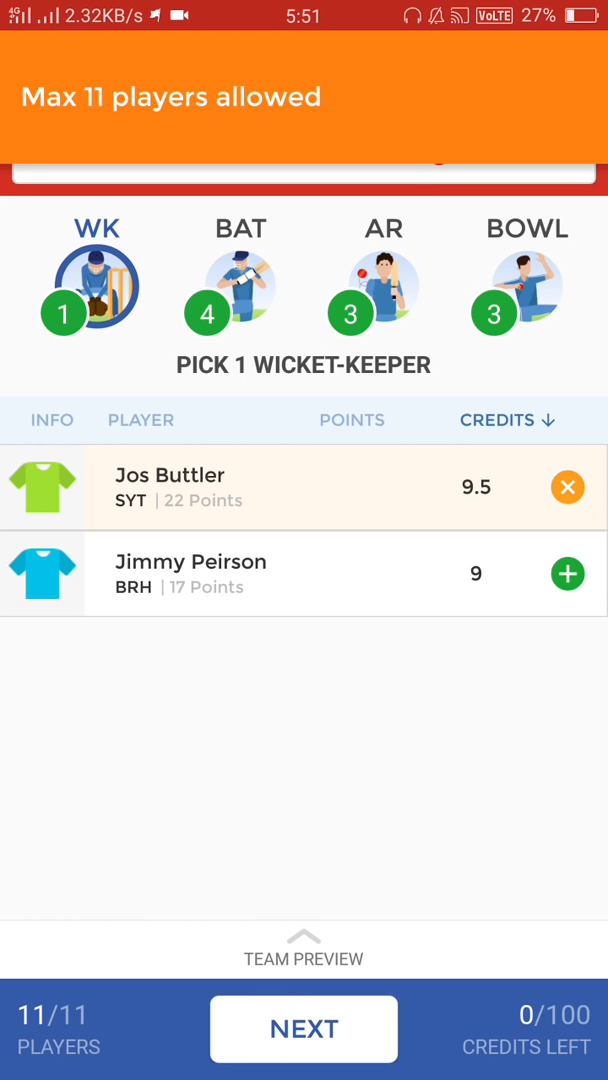 4G 2.32KB/s 5:51 VoLTE 27%
Max 11 players allowed
WK BAT AR BOWL
1 4 3 3
PICK 1 WICKET-KEEPER
INFO PLAYER POINTS CREDITS
Jos Buttler
SYT | 22 Points
9.5
Jimmy Peirson
BRH | 17 Points
9
TEAM PREVIEW
11/11
PLAYERS
NEXT
0/100
CREDITS LEFT